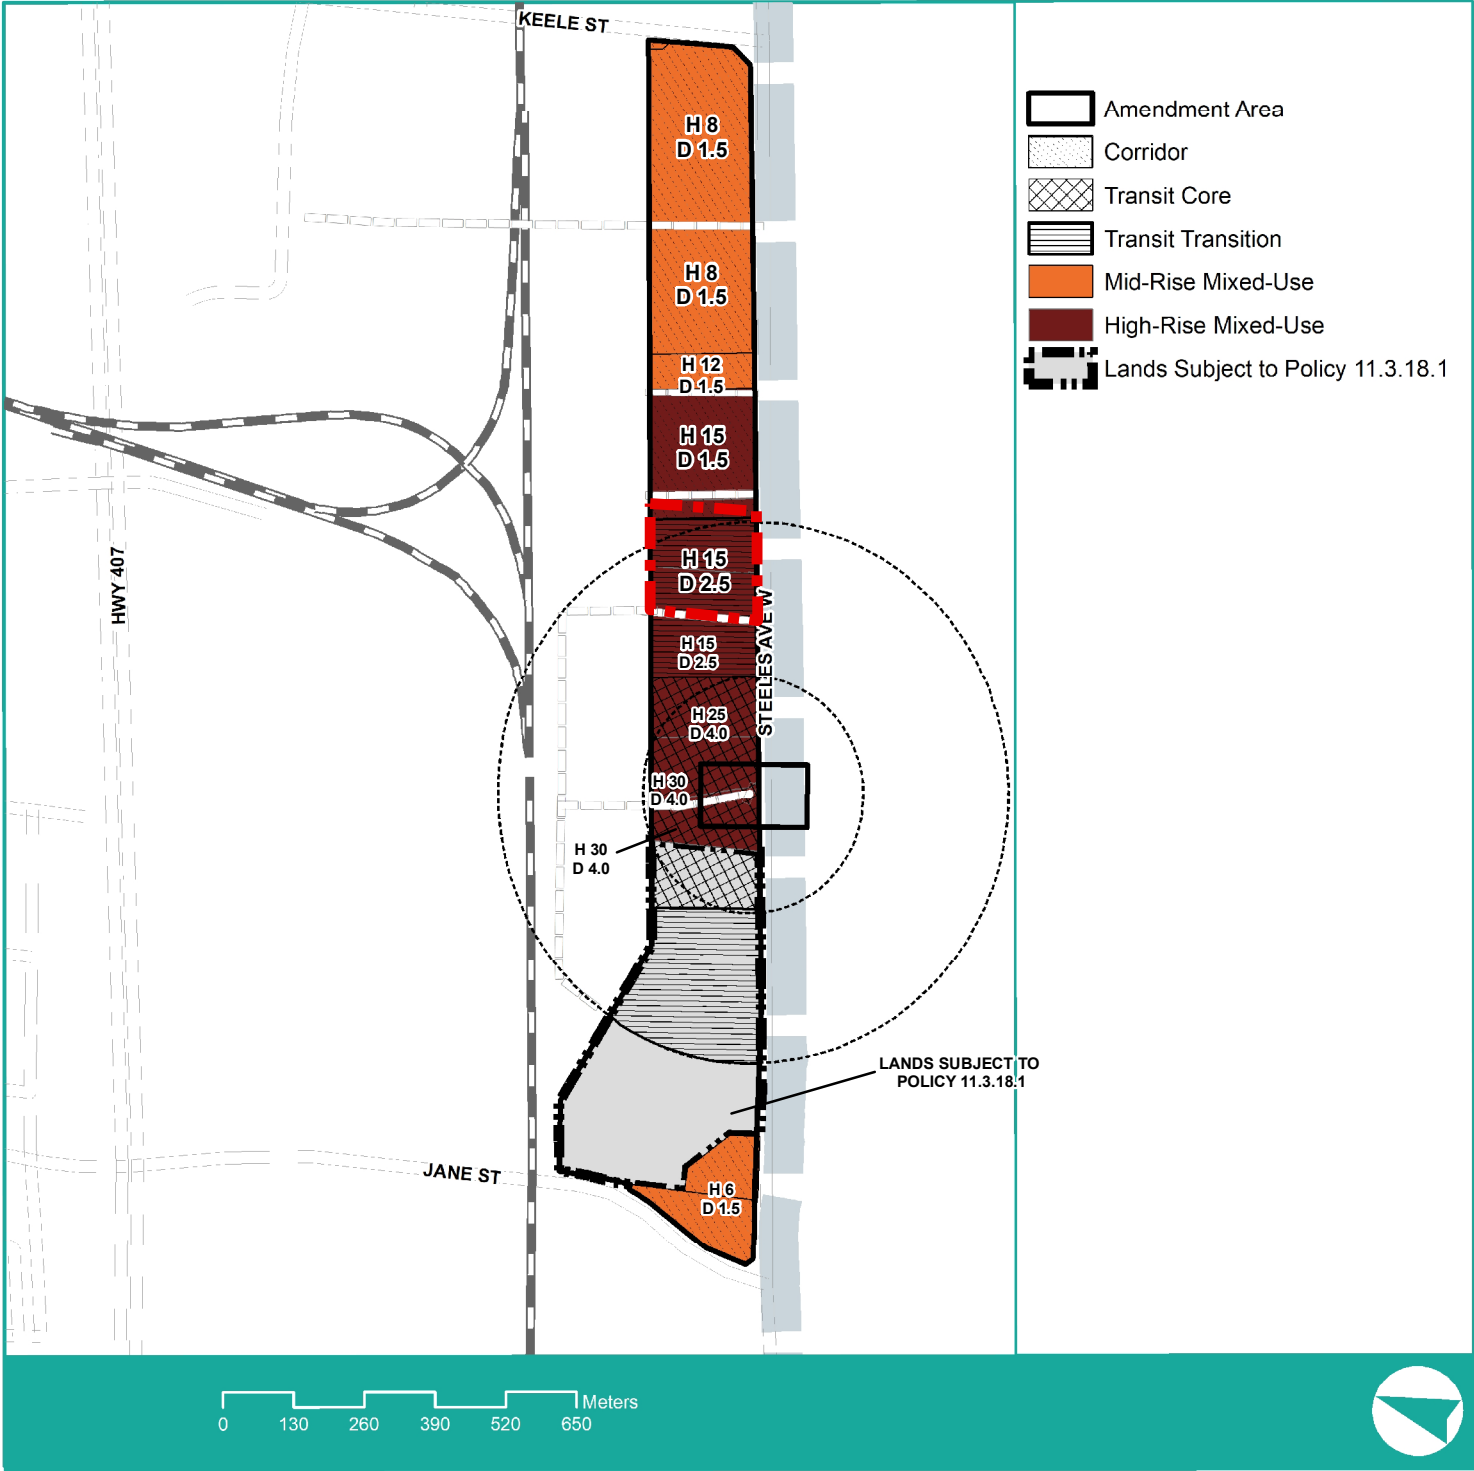 KEELE ST
H 8
D 1.5
H 8
D 1.5
H 12
D 1.5
H 15
D 1.5
H 15
D 2.5
H 15
D 2.5
H 25
D 4.0
H 30
D 4.0
H 30
D 4.0
STEELES AVE W
HWY 407
LANDS SUBJECT TO
POLICY 11.3.18.1
JANE ST
H 6
D 1.5
Amendment Area
Corridor
Transit Core
Transit Transition
Mid-Rise Mixed-Use
High-Rise Mixed-Use
Lands Subject to Policy 11.3.18.1
Meters
0 130 260 390 520 650